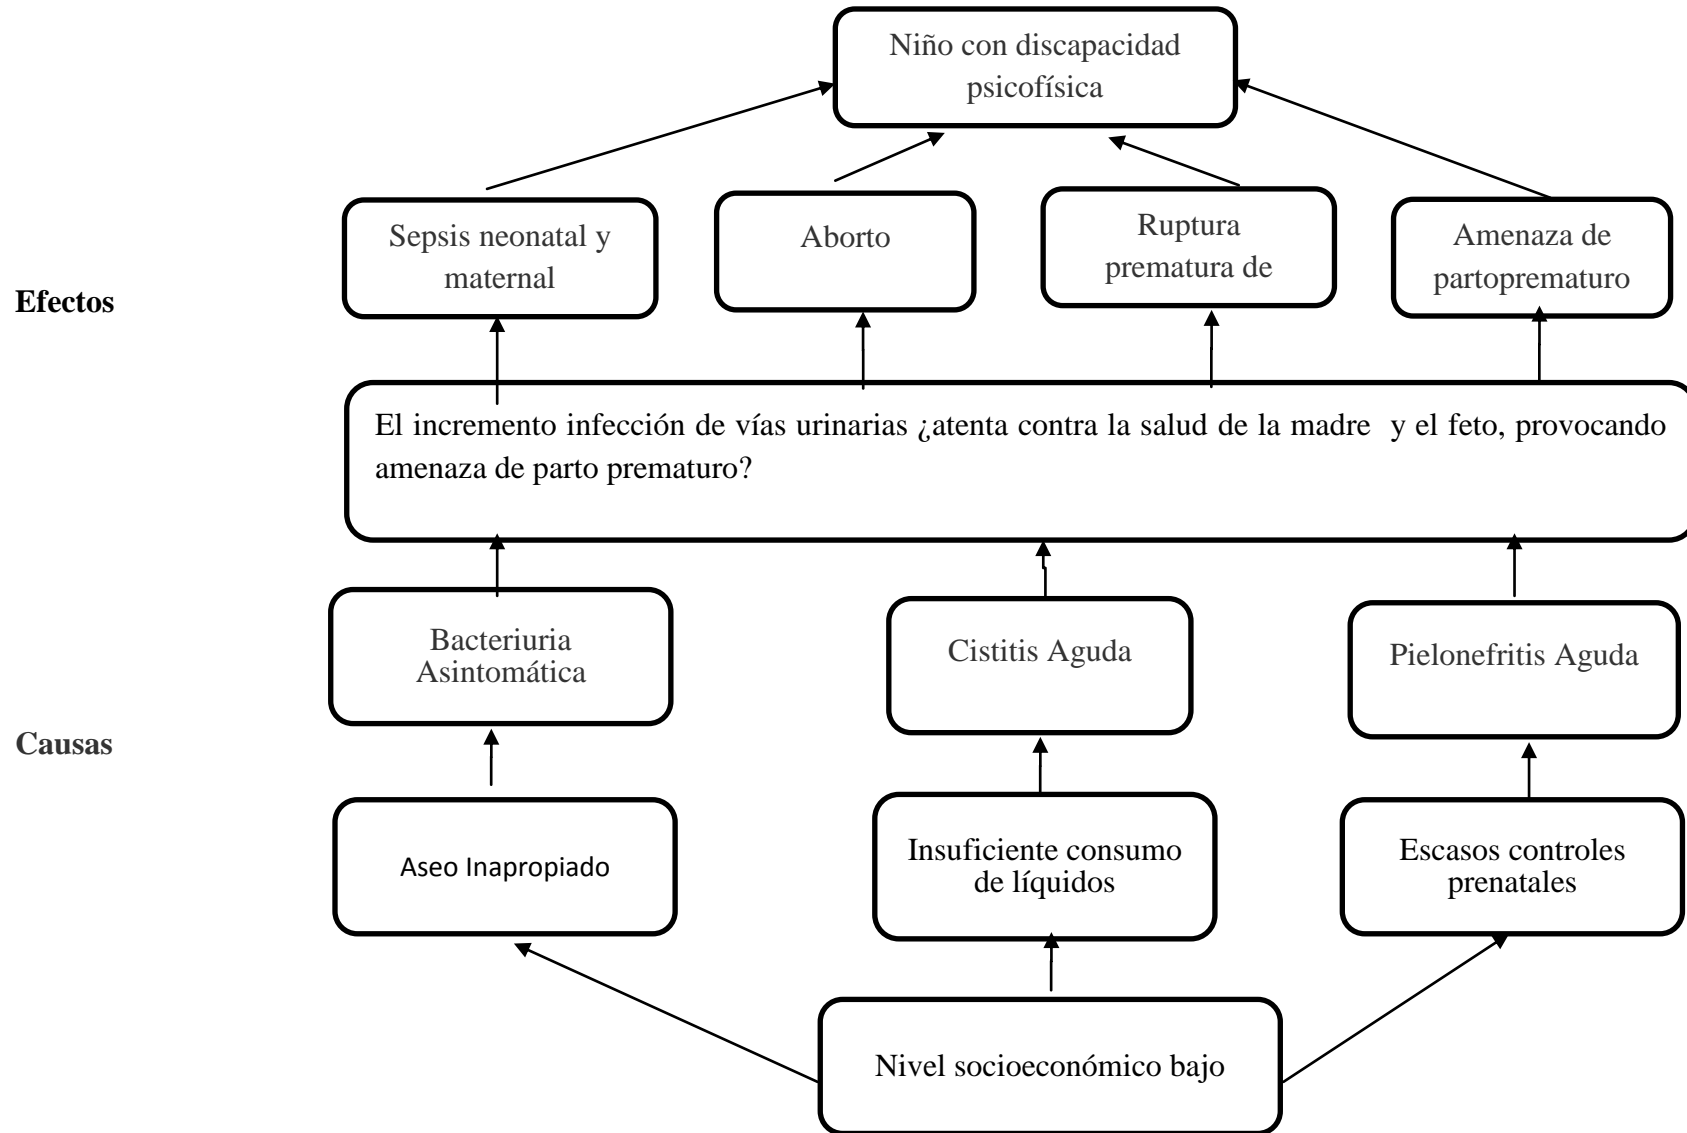 Niño con discapacidad
psicofísica
Sepsis neonatal y
maternal
Aborto
Ruptura
prematura de
Amenaza de
partoprematuro
Efectos
El incremento infección de vías urinarias ¿atenta contra la salud de la madre y el feto, provocando
amenaza de parto prematuro?
Bacteriuria
Asintomática
Cistitis Aguda
Pielonefritis Aguda
Causas
Aseo Inapropiado
Insuficiente consumo
de líquidos
Escasos controles
prenatales
Nivel socioeconómico bajo